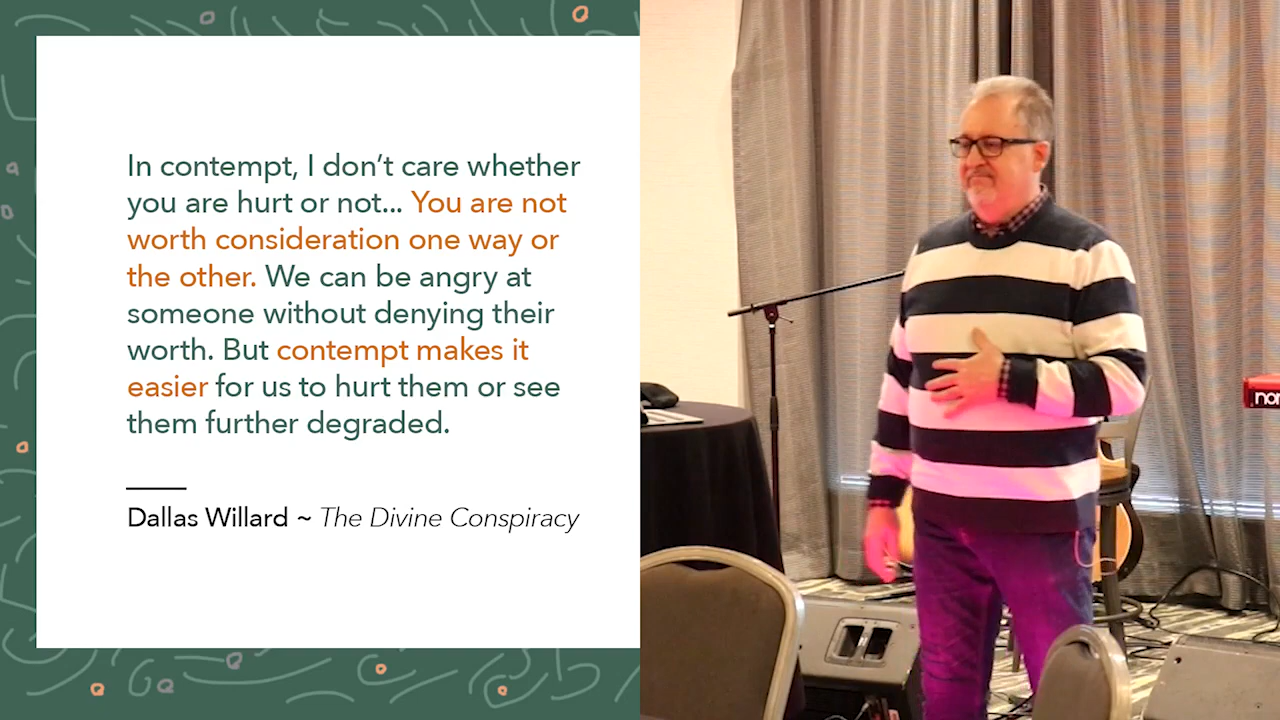 In contempt, I don’t care whether
you are hurt or not... You are not
worth consideration one way or
the other. We can be angry at
someone without denying their
worth. But contempt makes it
easier for us to hurt them or see
them further degraded.
Dallas Willard ~ The Divine Conspiracy